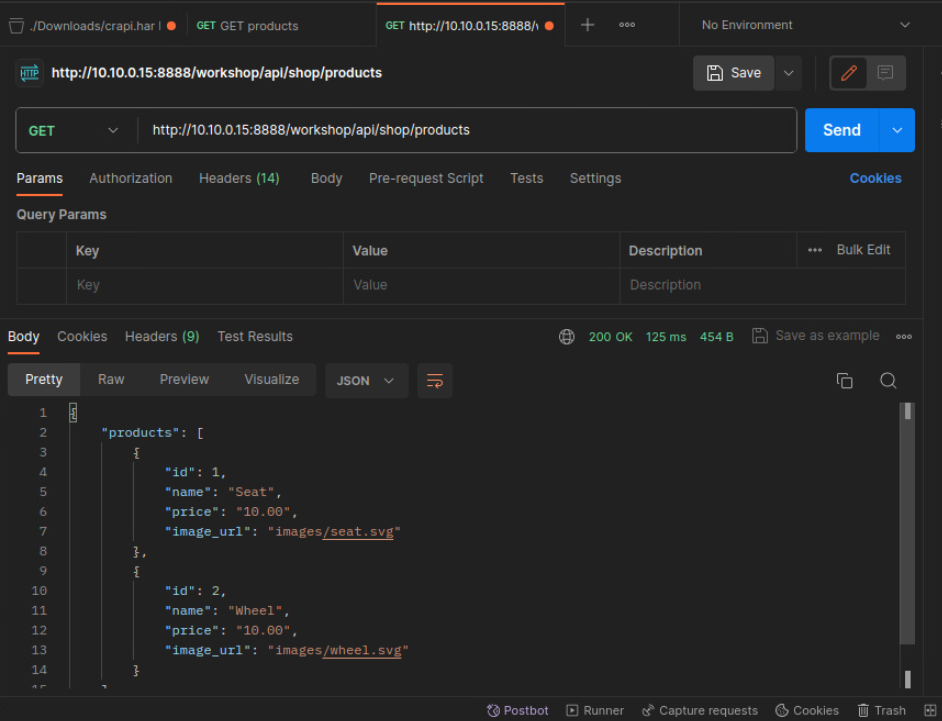 ./Downloads/crapi.har GET GET products GET http://10.10.0.15:8888/ No Environment
HTTP http://10.10.0.15:8888/workshop/api/shop/products Save
GET http://10.10.0.15:8888/workshop/api/shop/products Send
Params Authorization Headers (14) Body Pre-request Script Tests Settings Cookies
Query Params
Key Value Description Bulk Edit
Key Value Description
Body Cookies Headers (9) Test Results 200 OK 125 ms 454 B Save as example
Pretty Raw Preview Visualize JSON
1 {
2 "products": [
3 {
4 "id": 1,
5 "name": "Seat",
6 "price": "10.00",
7 "image_url": "images/seat.svg"
8 },
9 {
10 "id": 2,
11 "name": "Wheel",
12 "price": "10.00",
13 "image_url": "images/wheel.svg"
14 }
Postbot Runner Capture requests Cookies Trash